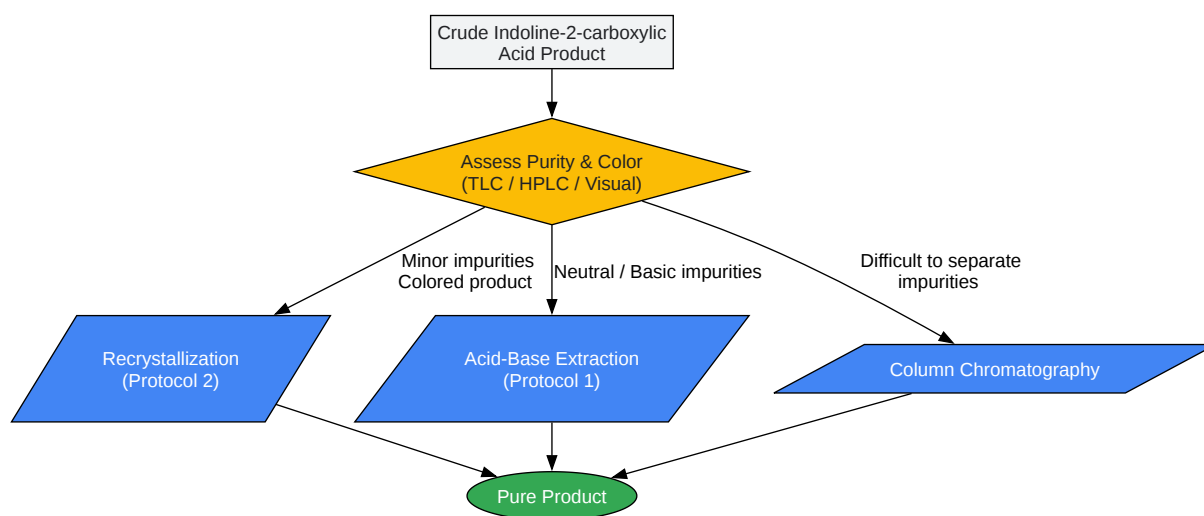 Crude Indoline-2-carboxylic
Acid Product
Assess Purity & Color
(TLC / HPLC / Visual)
Minor impurities
Colored product
Neutral / Basic impurities
Difficult to separate
impurities
Recrystallization
(Protocol 2)
Acid-Base Extraction
(Protocol 1)
Column Chromatography
Pure Product